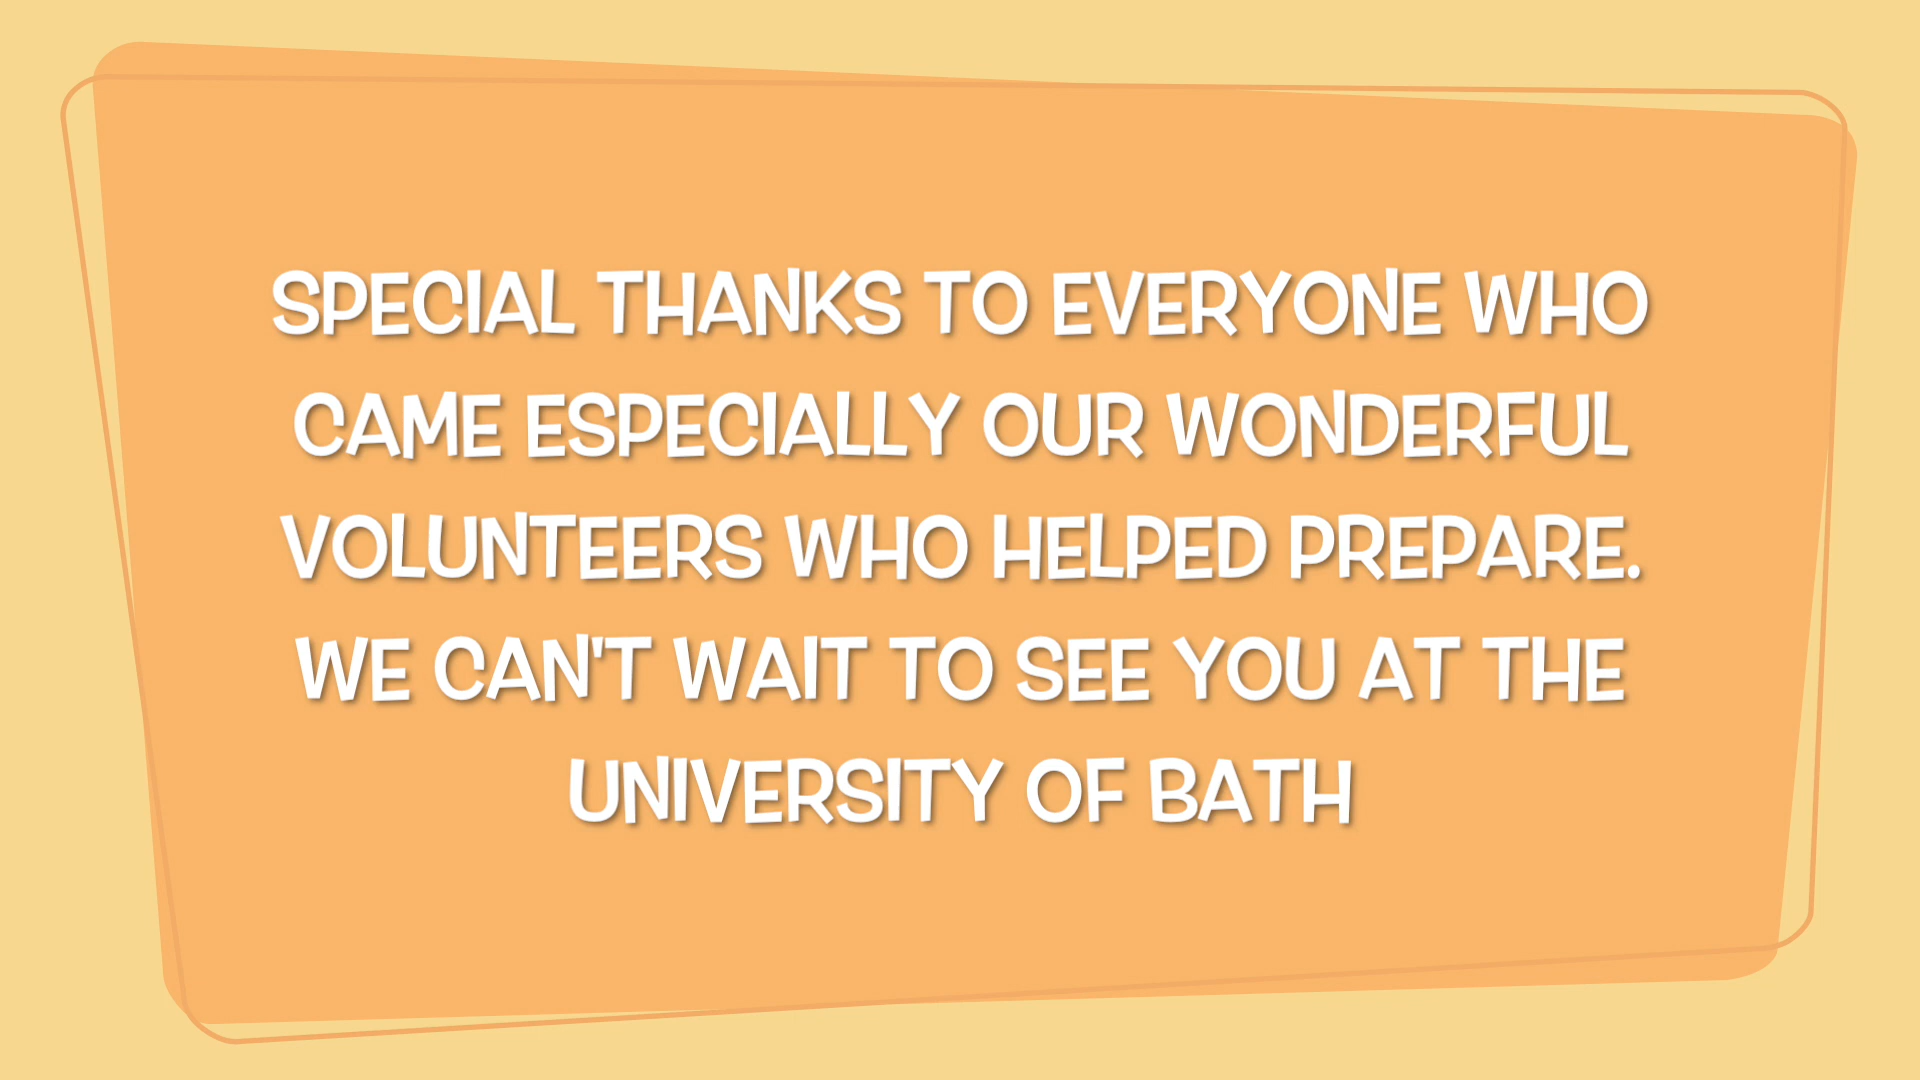 SPECIAL THANKS TO EVERYONE WHO
CAME ESPECIALLY OUR WONDERFUL
VOLUNTEERS WHO HELPED PREPARE.
WE CAN'T WAIT TO SEE YOU AT THE
UNIVERSITY OF BATH